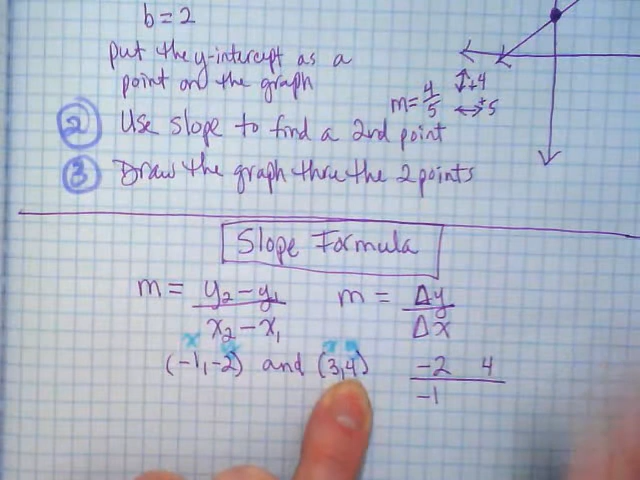 b = 2
put the y-intercept as a
point on the graph
m = 4/5 ↕+4 ↔+5
② Use slope to find a 2nd point
③ Draw the graph thru the 2 points
Slope Formula
m = y₂ - y₁ / x₂ - x₁ m = Δy / Δx
x x
(-1, -2) and (3, 4) -2 4 / -1